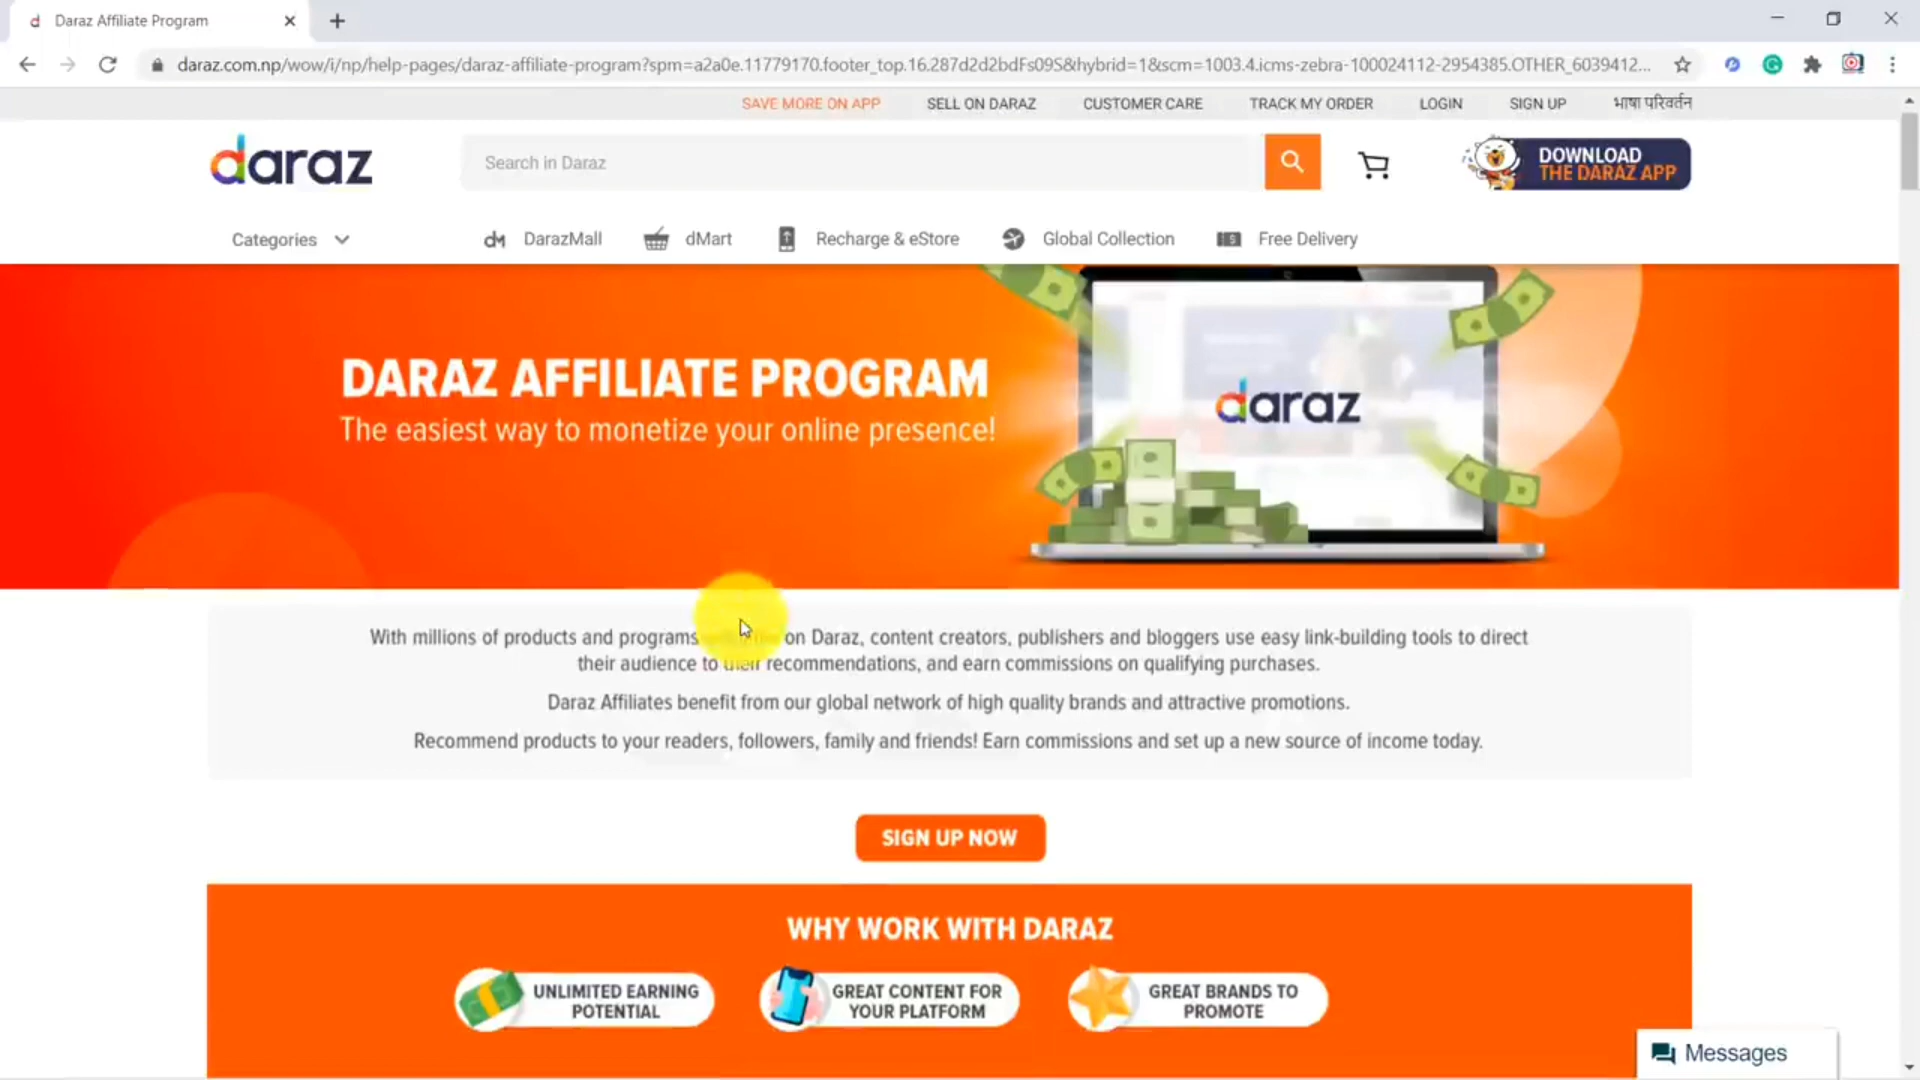 Daraz Affiliate Program
daraz.com.np/wow/i/np/help-pages/daraz-affiliate-program?spm=a2a0e.11779170.footer_top.16.287d2d2bdFs09S&hybrid=1&scm=1003.4.icms-zebra-100024112-2954385.OTHER_6039412...
SAVE MORE ON APP SELL ON DARAZ CUSTOMER CARE TRACK MY ORDER LOGIN SIGN UP भाषा परिवर्तन
daraz
Search in Daraz
DOWNLOAD
THE DARAZ APP
Categories DarazMall dMart Recharge & eStore Global Collection Free Delivery
DARAZ AFFILIATE PROGRAM
The easiest way to monetize your online presence!
daraz
With millions of products and programs on Daraz, content creators, publishers and bloggers use easy link-building tools to direct
their audience to their recommendations, and earn commissions on qualifying purchases.
Daraz Affiliates benefit from our global network of high quality brands and attractive promotions.
Recommend products to your readers, followers, family and friends! Earn commissions and set up a new source of income today.
SIGN UP NOW
WHY WORK WITH DARAZ
UNLIMITED EARNING
POTENTIAL
GREAT CONTENT FOR
YOUR PLATFORM
GREAT BRANDS TO
PROMOTE
Messages